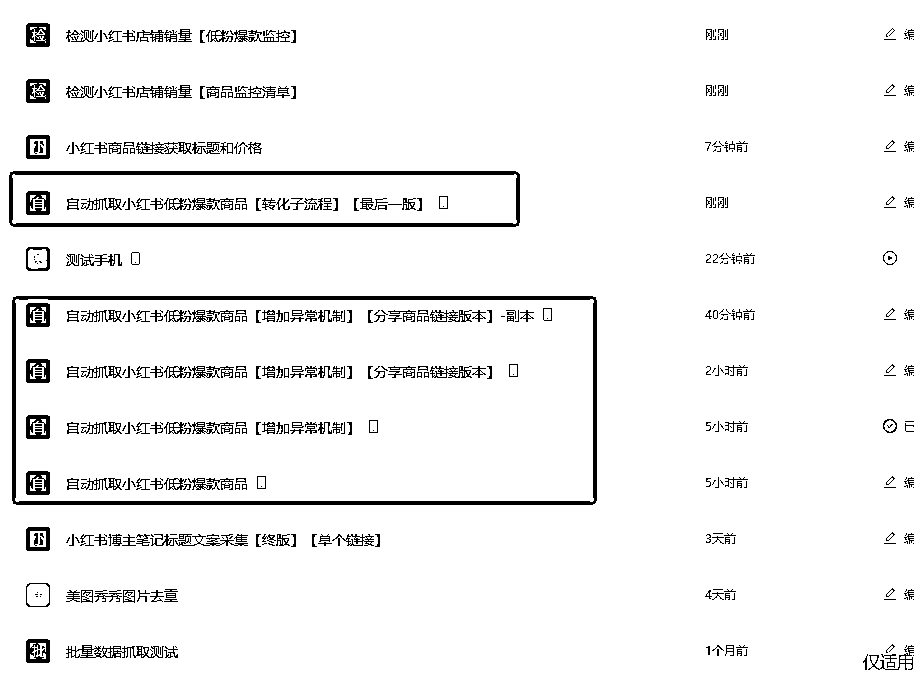 检测小红书店铺销量【低粉爆款监控】 刚刚 编
检测小红书店铺销量【商品监控清单】 刚刚 编
小红书商品链接获取标题和价格 7分钟前 编
自动抓取小红书低粉爆款商品【转化子流程】【最后一版】 刚刚 编
测试手机 22分钟前
自动抓取小红书低粉爆款商品【增加异常机制】【分享商品链接版本】-副本 40分钟前 编
自动抓取小红书低粉爆款商品【增加异常机制】【分享商品链接版本】 2小时前 编
自动抓取小红书低粉爆款商品【增加异常机制】 5小时前 已
自动抓取小红书低粉爆款商品 5小时前 编
小红书博主笔记标题文案采集【终版】【单个链接】 3天前 编
美图秀秀图片去重 4天前 编
批量数据抓取测试 1个月前 编
仅适用